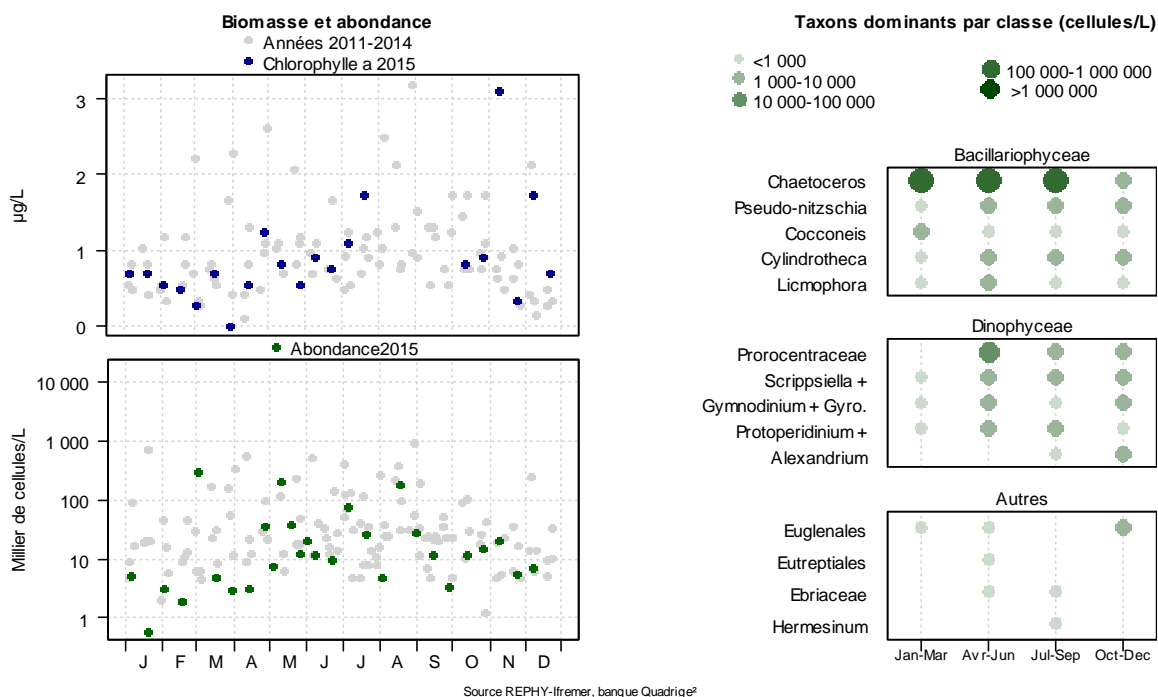 Biomasse et abondance
Années 2011-2014
Chlorophylle a 2015
3
2
1
0
µg/L
Abondance2015
10 000
1 000
100
10
1
Millier de cellules/L
J F M A M J J A S O N D
Taxons dominants par classe (cellules/L)
<1 000
1 000-10 000
10 000-100 000
100 000-1 000 000
>1 000 000
Bacillariophyceae
Chaetoceros
Pseudo-nitzschia
Cocconeis
Cylindrotheca
Licmophora
Dinophyceae
Prorocentraceae
Scrippsiella +
Gymnodinium + Gyro.
Protoperidinium +
Alexandrium
Autres
Euglenales
Eutreptiales
Ebriaceae
Hermesinum
Jan-Mar Avr-Jun Jul-Sep Oct-Dec
Source REPHY-Ifremer, banque Quadrige²